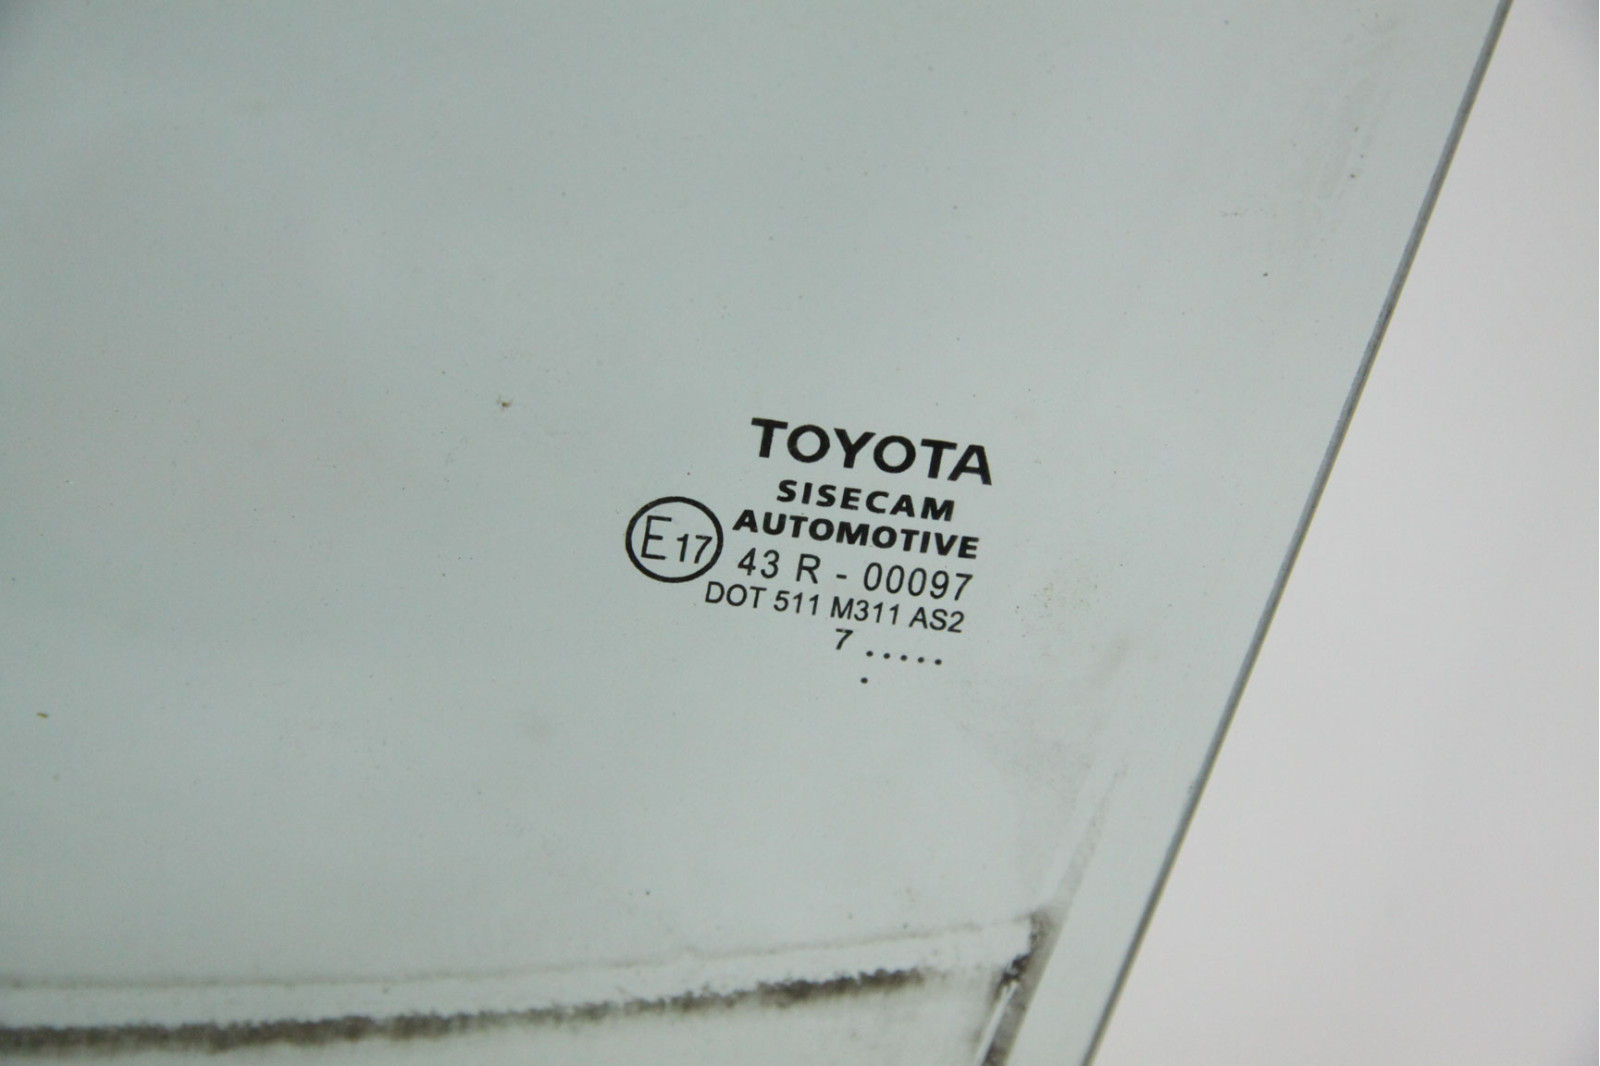 TOYOTA
SISECAM
AUTOMOTIVE
E17 43 R - 00097
DOT 511 M311 AS2
7 .....
.